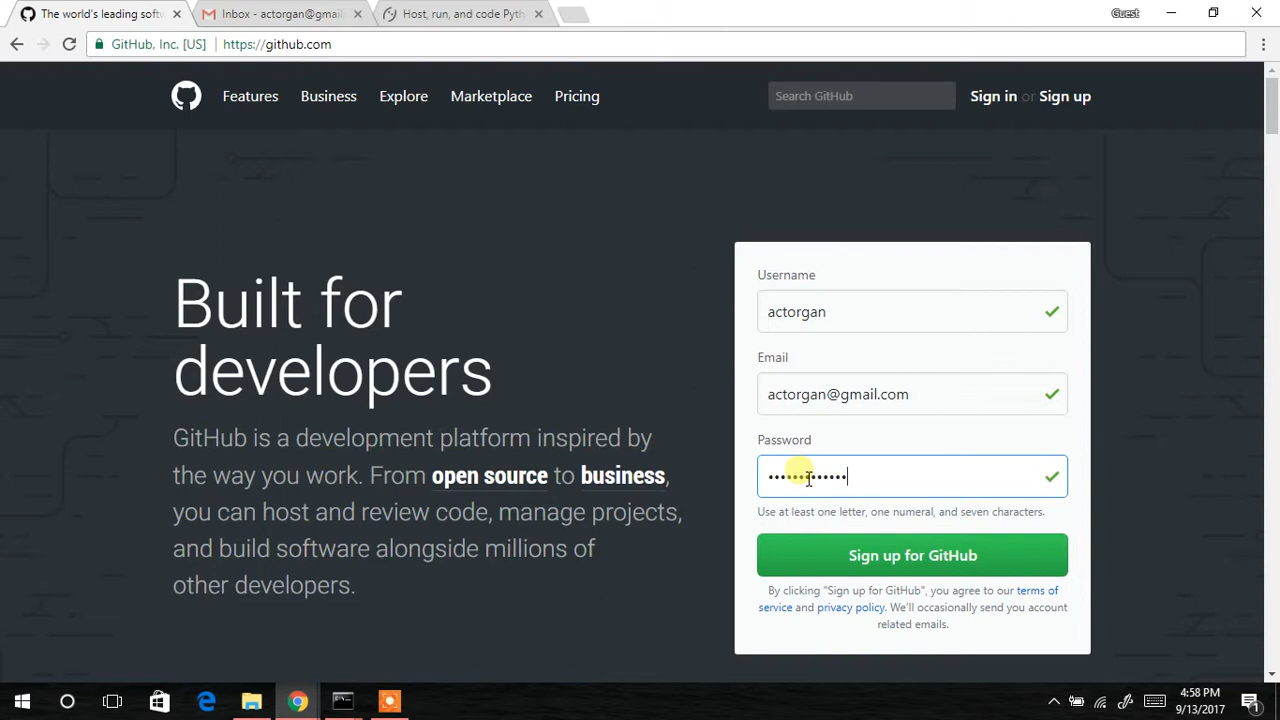 The world's leading softw
Inbox - actorgan@gmail.
Host, run, and code Pyth
Guest
GitHub, Inc. [US]
https://github.com
Features
Business
Explore
Marketplace
Pricing
Search GitHub
Sign in or Sign up
Built for
developers
GitHub is a development platform inspired by
the way you work. From open source to business,
you can host and review code, manage projects,
and build software alongside millions of
other developers.
Username
actorgan
Email
actorgan@gmail.com
Password
•••••••••••••
Use at least one letter, one numeral, and seven characters.
Sign up for GitHub
By clicking "Sign up for GitHub", you agree to our terms of
service and privacy policy. We'll occasionally send you account
related emails.
4:58 PM
9/13/2017
1